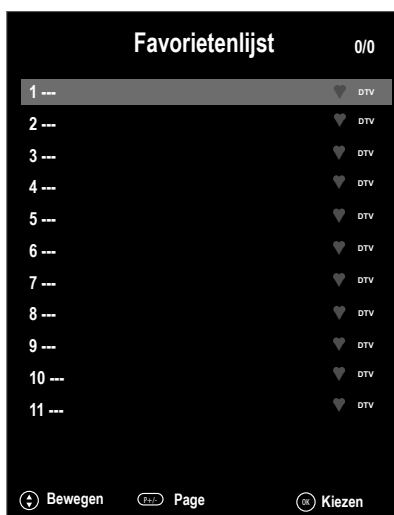 Favorietenlijst 0/0
1 --- DTV
2 --- DTV
3 --- DTV
4 --- DTV
5 --- DTV
6 --- DTV
7 --- DTV
8 --- DTV
9 --- DTV
10 --- DTV
11 --- DTV
Bewegen P+/- Page OK Kiezen